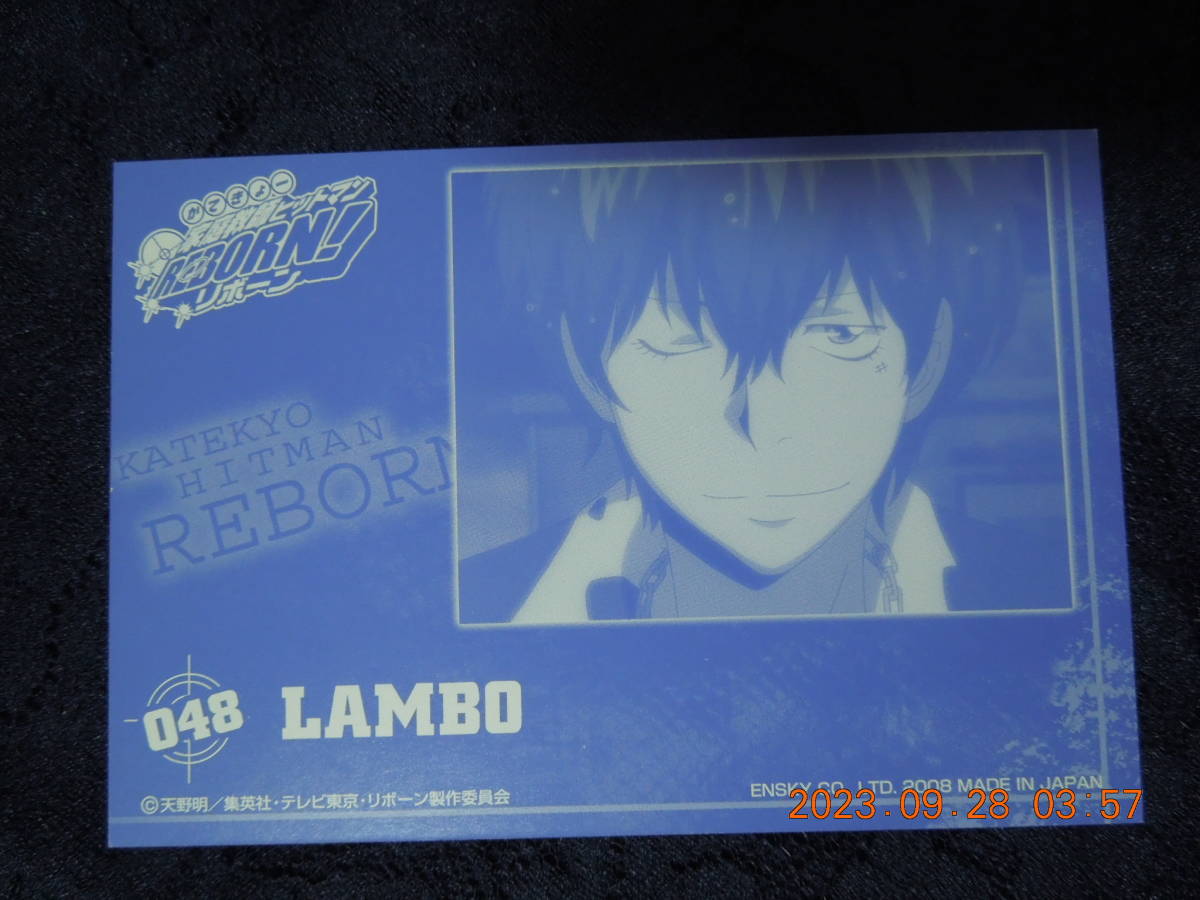 かてきょー
家庭教師ヒットマン
REBORN!
リボーン
KATEKYO
HITMAN
REBORN
048
LAMBO
©天野明/集英社・テレビ東京・リボーン製作委員会
ENSKY CO., LTD. 2008 MADE IN JAPAN
2023.09.28 03:57